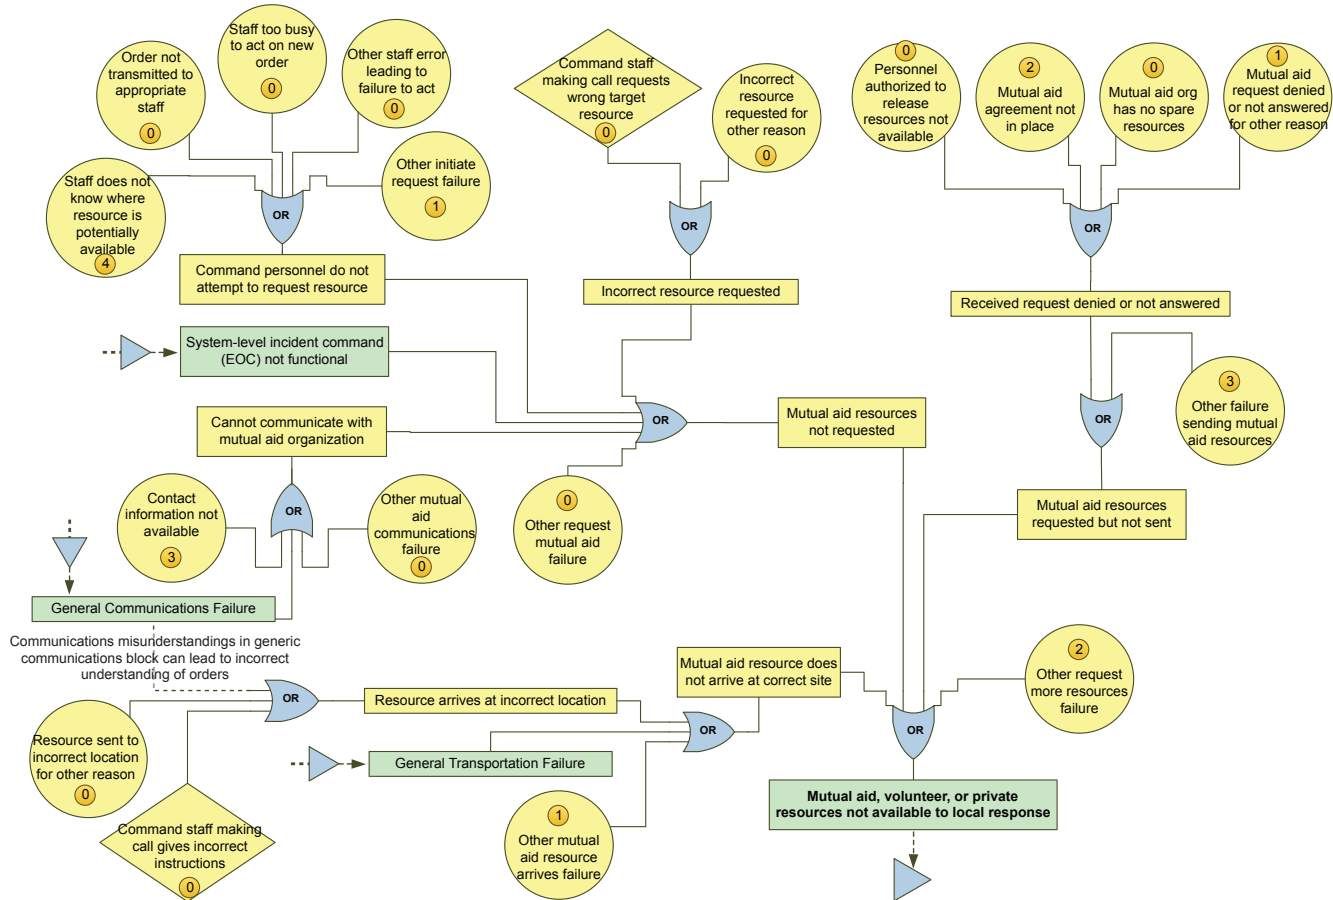 Staff too busy
to act on new
order
0
Order not
transmitted to
appropriate
staff
0
Other staff error
leading to
failure to act
0
Staff does not
know where
resource is
potentially
available
4
Other initiate
request failure
1
OR
Command personnel do not
attempt to request resource
Command staff
making call requests
wrong target
resource
0
Incorrect
resource
requested for
other reason
0
OR
Incorrect resource requested
0
Personnel
authorized to
release
resources not
available
2
Mutual aid
agreement not
in place
0
Mutual aid org
has no spare
resources
1
Mutual aid
request denied
or not answered
for other reason
OR
Received request denied or not answered
System-level incident command
(EOC) not functional
Cannot communicate with
mutual aid organization
OR
Mutual aid resources
not requested
OR
3
Other failure
sending mutual
aid resources
Contact
information not
available
3
OR
Other mutual
aid
communications
failure
0
0
Other request
mutual aid
failure
Mutual aid resources
requested but not sent
General Communications Failure
Communications misunderstandings in generic
communications block can lead to incorrect
understanding of orders
OR
Resource arrives at incorrect location
Mutual aid resource does
not arrive at correct site
2
Other request
more resources
failure
OR
OR
Resource sent to
incorrect location
for other reason
0
General Transportation Failure
Command staff making
call gives incorrect
instructions
0
1
Other mutual
aid resource
arrives failure
Mutual aid, volunteer, or private
resources not available to local response